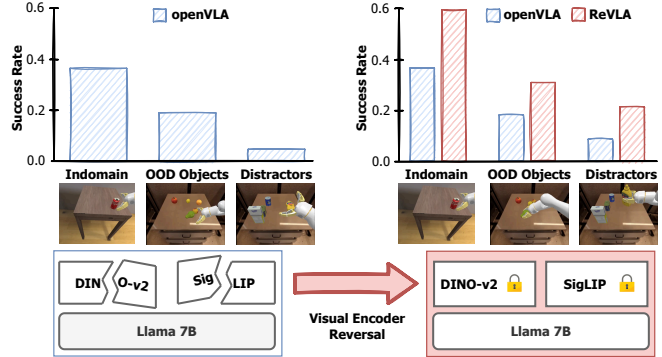 openVLA
Success Rate
0.6
0.4
0.2
0.0
Indomain OOD Objects Distractors
openVLA ReVLA
Success Rate
0.6
0.4
0.2
0.0
Indomain OOD Objects Distractors
DIN O-v2 Sig LIP
Llama 7B
Visual Encoder
Reversal
DINO-v2 SigLIP
Llama 7B